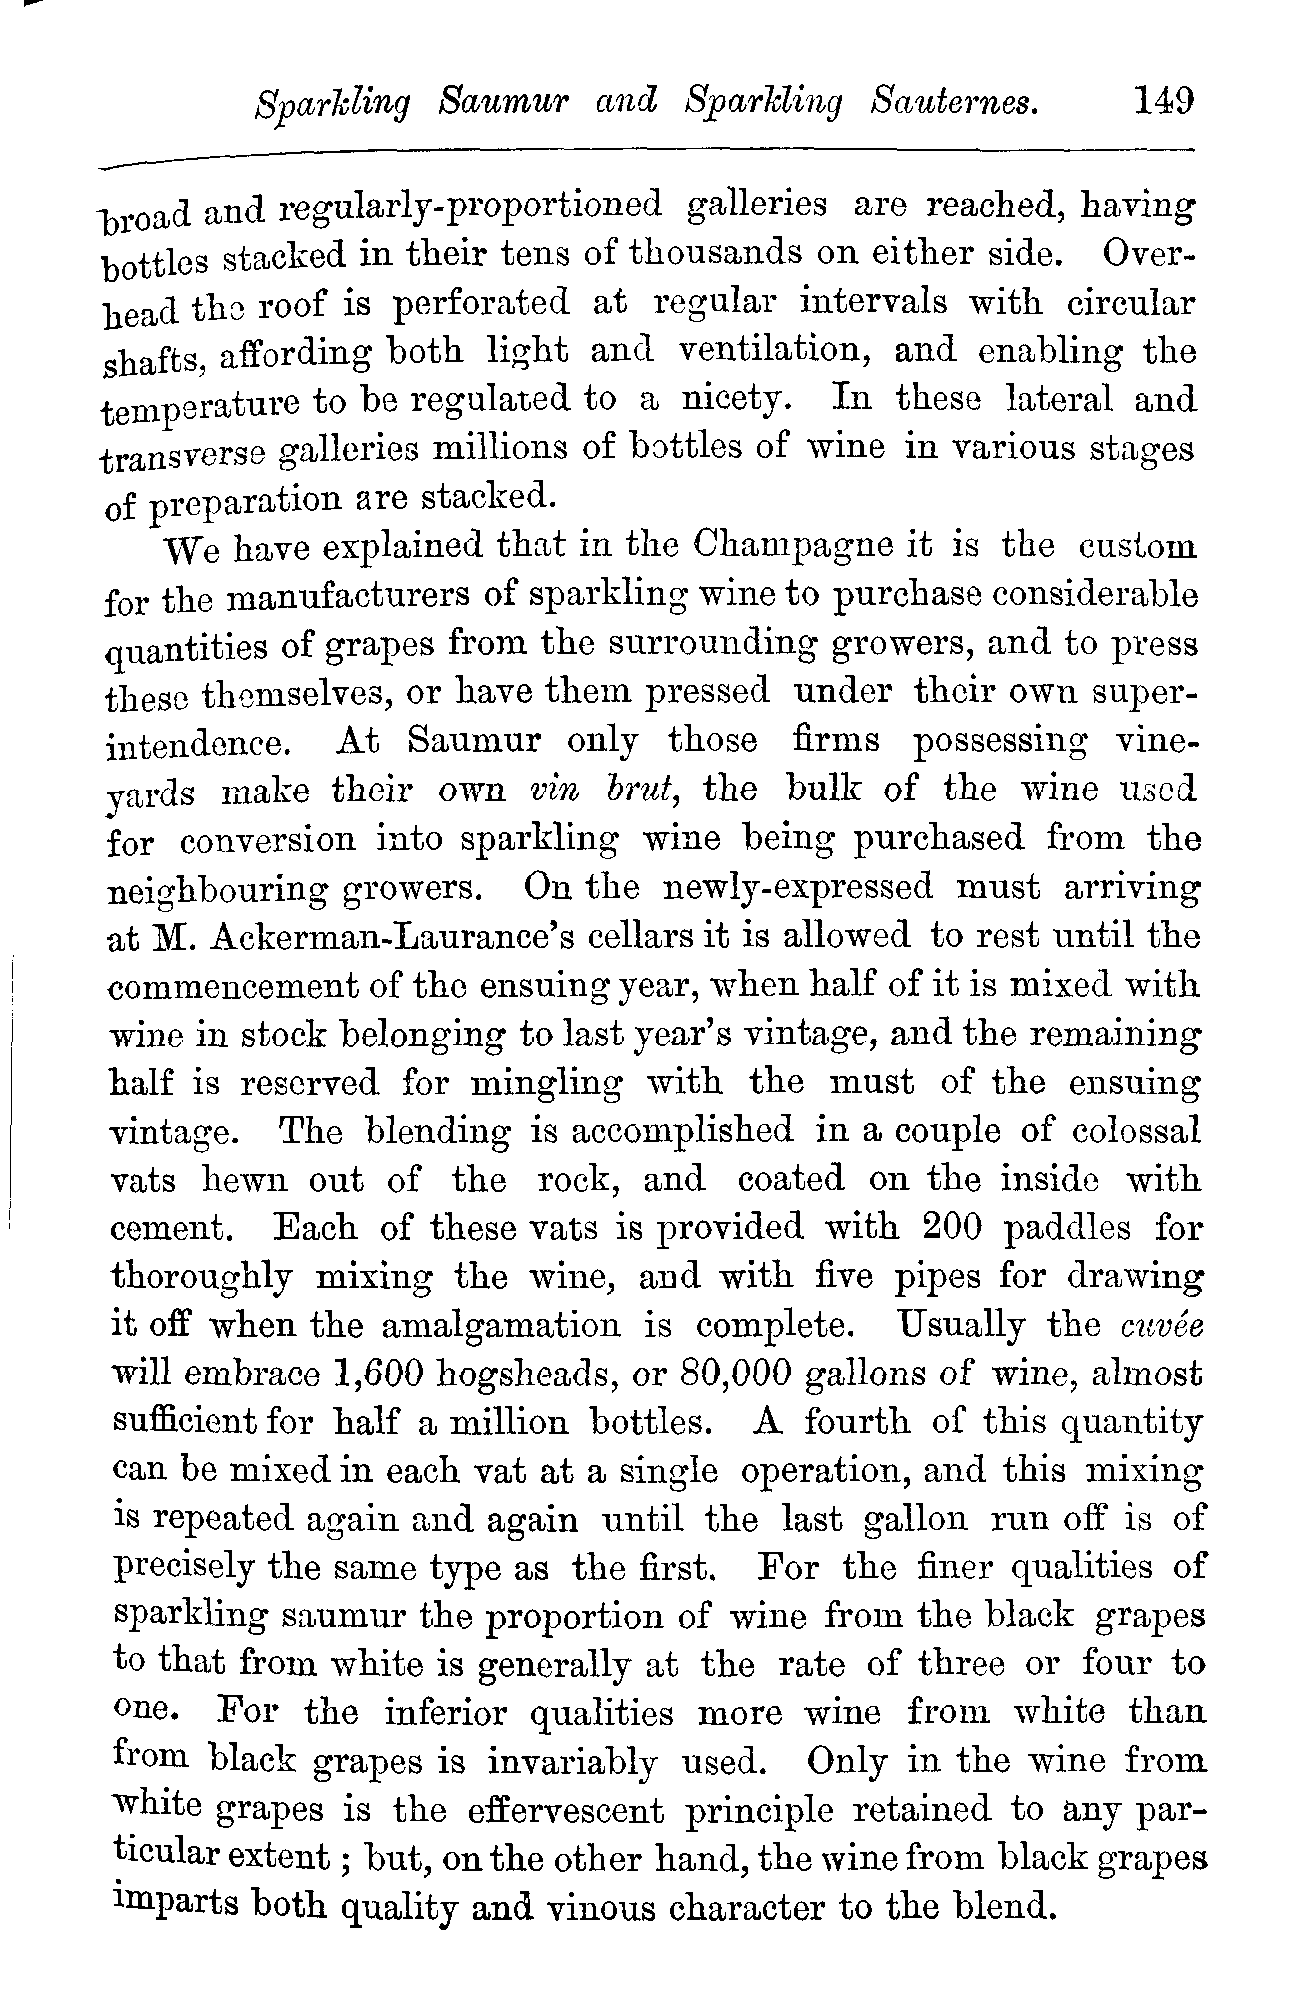 Sparkling Saumur and Sparkling Sauternes. 149
broad and regularly-proportioned galleries are reached, having
bottles stacked in their tens of thousands on either side. Over-
head the roof is perforated at regular intervals with circular
shafts, affording both light and ventilation, and enabling the
temperature to be regulated to a nicety. In these lateral and
transverse galleries millions of bottles of wine in various stages
of preparation are stacked.
We have explained that in the Champagne it is the custom
for the manufacturers of sparkling wine to purchase considerable
quantities of grapes from the surrounding growers, and to press
these themselves, or have them pressed under their own super-
intendence. At Saumur only those firms possessing vine-
yards make their own vin brut, the bulk of the wine used
for conversion into sparkling wine being purchased from the
neighbouring growers. On the newly-expressed must arriving
at M. Ackerman-Laurance's cellars it is allowed to rest until the
commencement of the ensuing year, when half of it is mixed with
wine in stock belonging to last year's vintage, and the remaining
half is reserved for mingling with the must of the ensuing
vintage. The blending is accomplished in a couple of colossal
vats hewn out of the rock, and coated on the inside with
cement. Each of these vats is provided with 200 paddles for
thoroughly mixing the wine, and with five pipes for drawing
it off when the amalgamation is complete. Usually the cuvée
will embrace 1,600 hogsheads, or 80,000 gallons of wine, almost
sufficient for half a million bottles. A fourth of this quantity
can be mixed in each vat at a single operation, and this mixing
is repeated again and again until the last gallon run off is of
precisely the same type as the first. For the finer qualities of
sparkling saumur the proportion of wine from the black grapes
to that from white is generally at the rate of three or four to
one. For the inferior qualities more wine from white than
from black grapes is invariably used. Only in the wine from
white grapes is the effervescent principle retained to any par-
ticular extent ; but, on the other hand, the wine from black grapes
imparts both quality and vinous character to the blend.